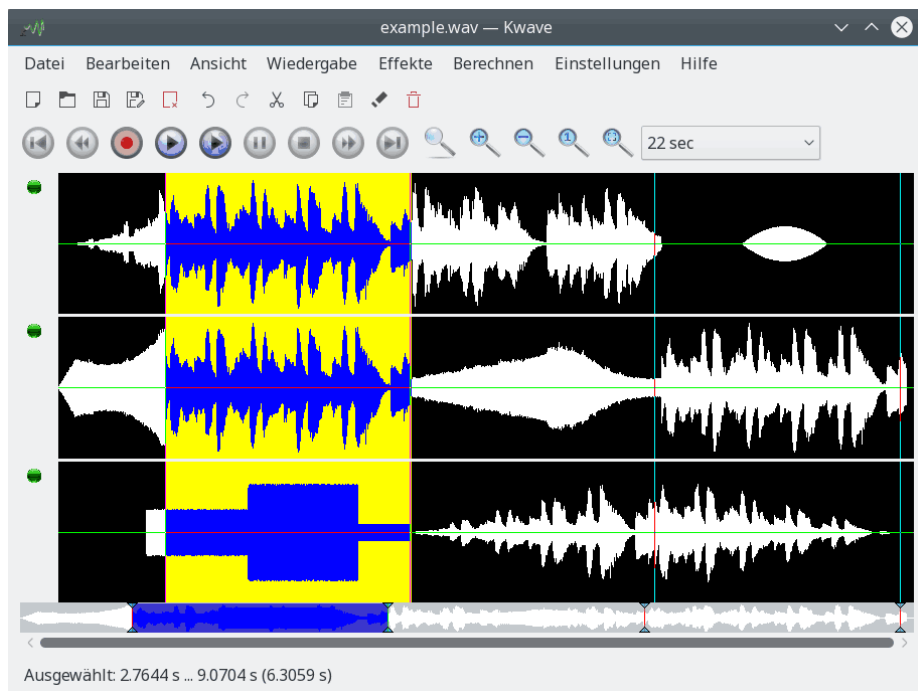 example.wav — Kwave
Datei Bearbeiten Ansicht Wiedergabe Effekte Berechnen Einstellungen Hilfe
22 sec
Ausgewählt: 2.7644 s ... 9.0704 s (6.3059 s)